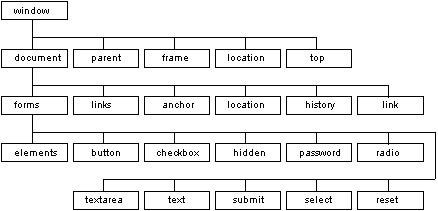 window
document parent frame location top
forms links anchor location history link
elements button checkbox hidden password radio
textarea text submit select reset